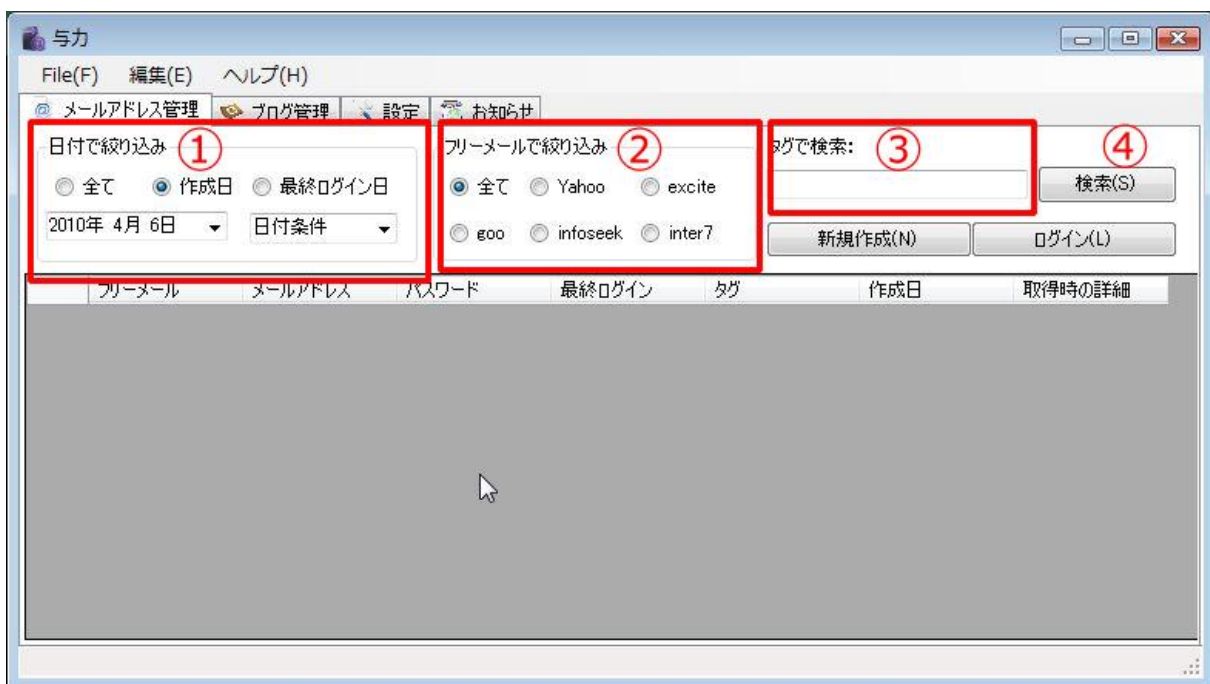 与力
File(F) 編集(E) ヘルプ(H)
メールアドレス管理 ブログ管理 設定 お知らせ
日付で絞り込み ① フリーメールで絞り込み ② タグで検索: ③ ④
全て 作成日 最終ログイン日 全て Yahoo excite 検索(S)
2010年 4月 6日 日付条件 goo infoseek inter7 新規作成(N) ログイン(L)
フリーメール メールアドレス パスワード 最終ログイン タグ 作成日 取得時の詳細